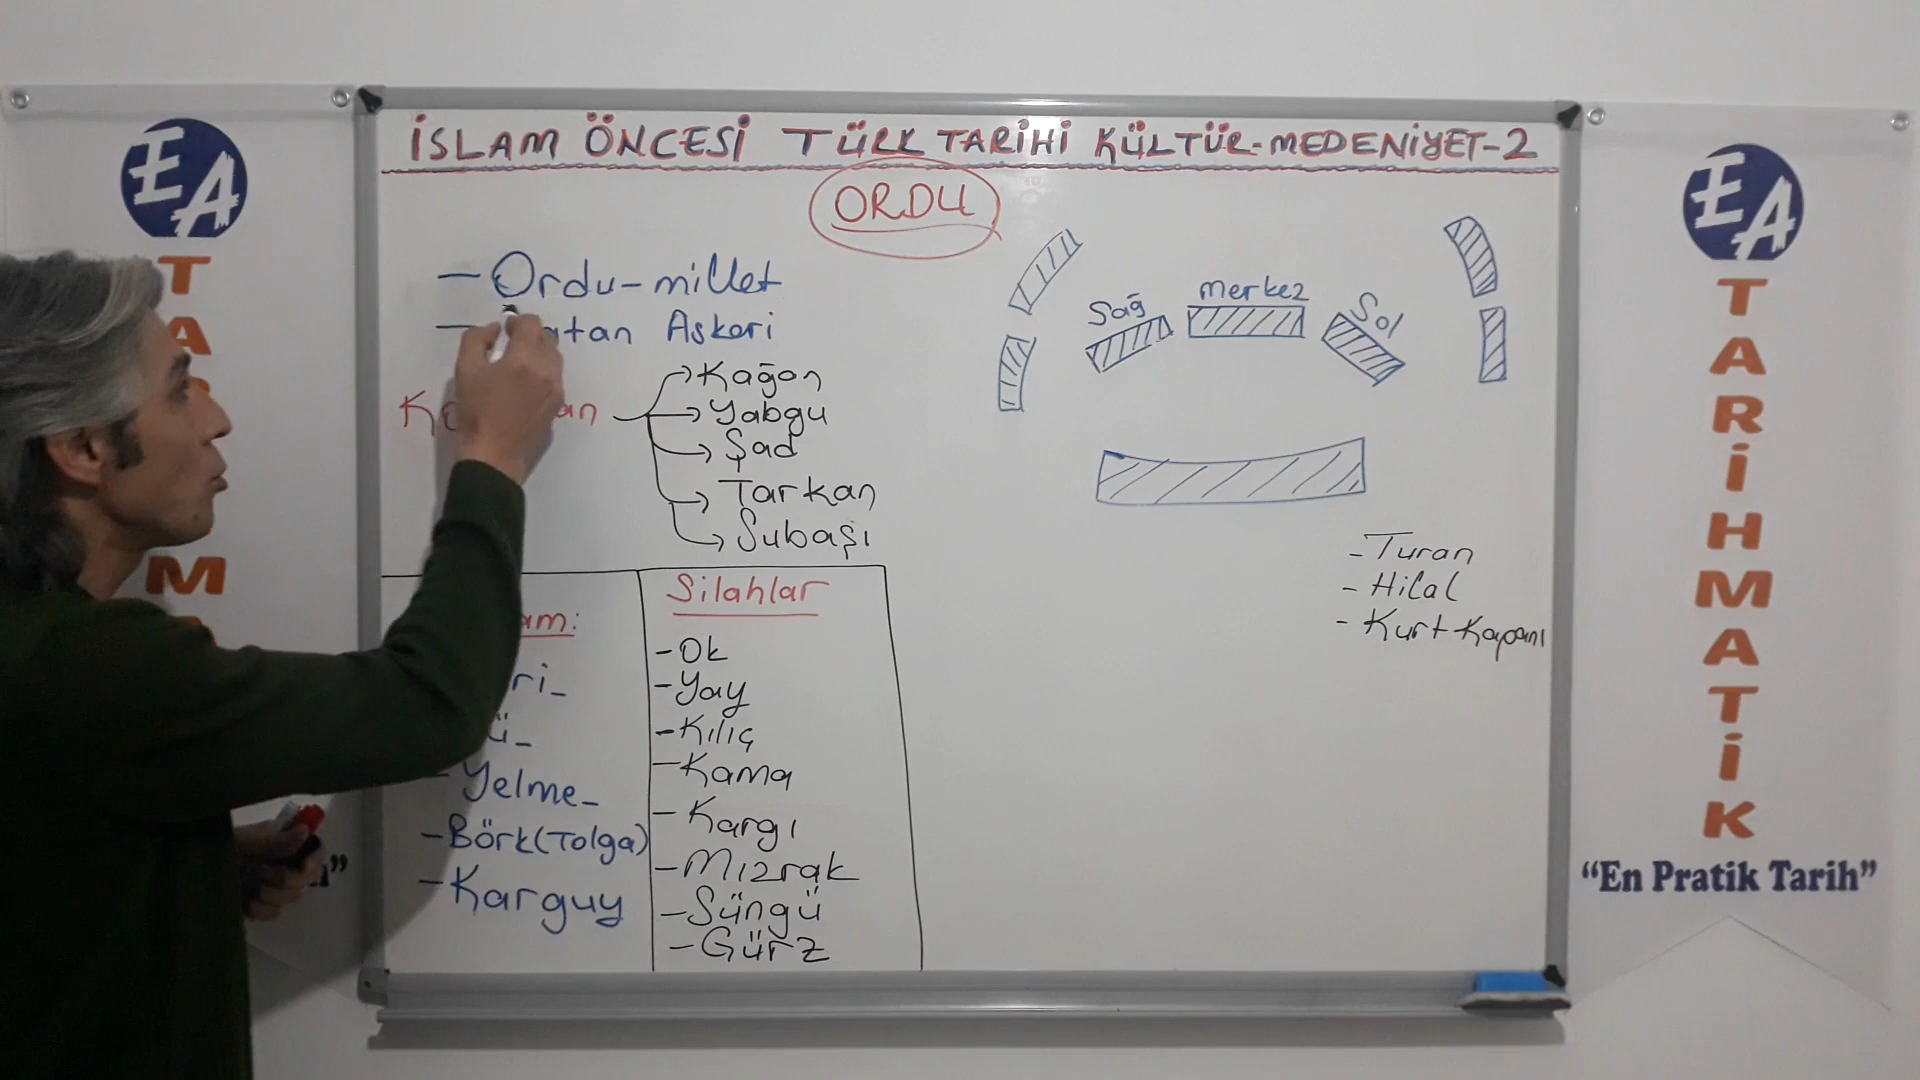 İSLAM ÖNCESİ TÜRK TARİHİ KÜLTÜR-MEDENİYET-2
ORDU
- Ordu-millet
- Askeri
Kağan
Yabgu
Şad
Tarkan
Subaşı
Silahlar
- Ok
- Yay
- Kılıç
- Kama
- Kargı
- Mızrak
- Süngü
- Gürz
- Yelme-
- Börk(Tolga)
- Karguy
Sağ
merkez
Sol
- Turan
- Hilal
- Kurt Kapanı
EA
EA
TARİHMATİK
"En Pratik Tarih"